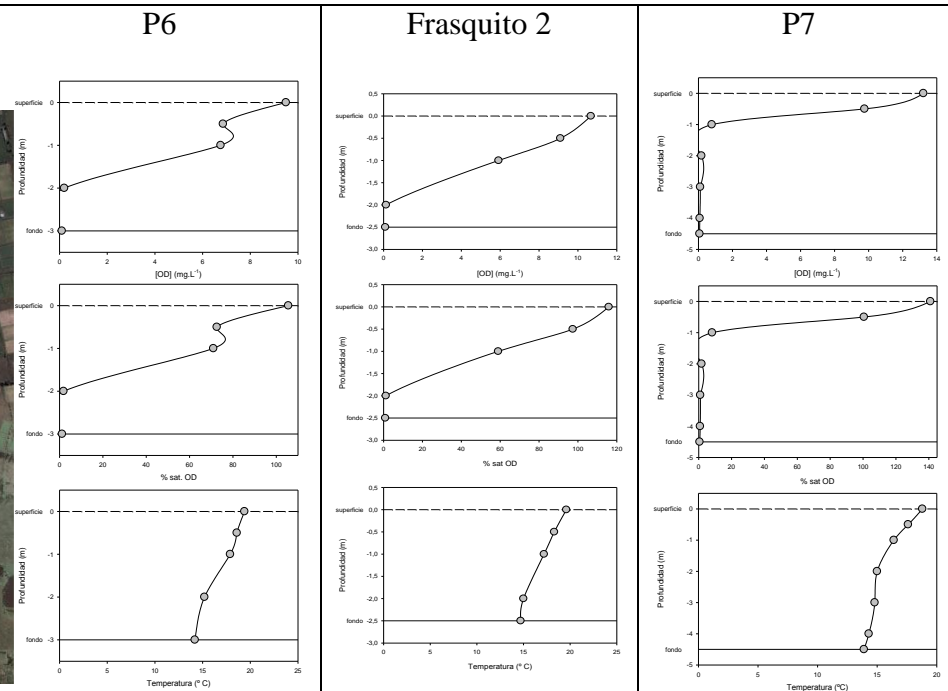 P6
Frasquito 2
P7
superficie 0
-1
-2
fondo -3
Profundidad (m)
0 2 4 6 8 10
[OD] (mg.L-1)
0,5
superficie 0,0
-0,5
-1,0
-1,5
-2,0
fondo -2,5
-3,0
Profundidad (m)
0 2 4 6 8 10 12
[OD] (mg.L-1)
superficie 0
-1
-2
-3
-4
fondo
-5
Profundidad (m)
0 2 4 6 8 10 12 14
[OD] (mg.L-1)
superficie 0
-1
-2
fondo -3
Profundidad (m)
0 20 40 60 80 100
% sat. OD
0,5
superficie 0,0
-0,5
-1,0
-1,5
-2,0
fondo -2,5
-3,0
Profundidad (m)
0 20 40 60 80 100 120
% sat OD
superficie 0
-1
-2
-3
-4
fondo
-5
Profundidad (m)
0 20 40 60 80 100 120 140
% sat OD
superficie 0
-1
-2
fondo -3
Profundidad (m)
0 5 10 15 20 25
Temperatura (º C)
0,5
superficie 0,0
-0,5
-1,0
-1,5
-2,0
fondo -2,5
-3,0
Profundidad (m)
0 5 10 15 20 25
Temperatura (º C)
superficie 0
-1
-2
-3
-4
fondo
-5
Profundidad (m)
0 5 10 15 20
Temperatura (ºC)